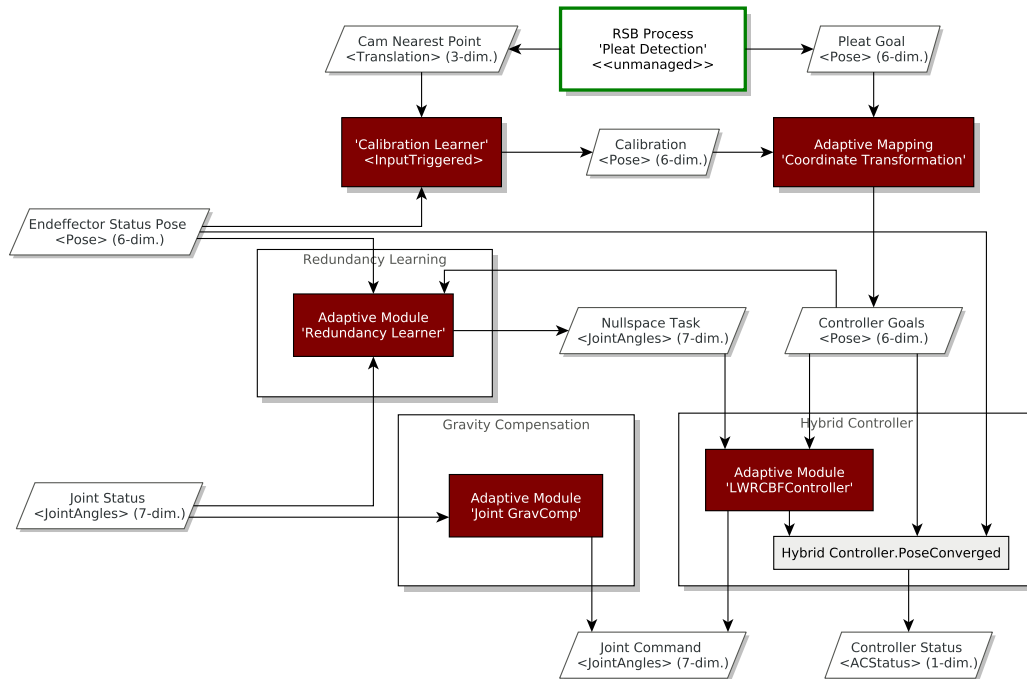 Cam Nearest Point
<Translation> (3-dim.)
RSB Process
'Pleat Detection'
<<unmanaged>>
Pleat Goal
<Pose> (6-dim.)
'Calibration Learner'
<InputTriggered>
Calibration
<Pose> (6-dim.)
Adaptive Mapping
'Coordinate Transformation'
Endeffector Status Pose
<Pose> (6-dim.)
Redundancy Learning
Adaptive Module
'Redundancy Learner'
Nullspace Task
<JointAngles> (7-dim.)
Controller Goals
<Pose> (6-dim.)
Gravity Compensation
Hybrid Controller
Adaptive Module
'LWRCBFController'
Joint Status
<JointAngles> (7-dim.)
Adaptive Module
'Joint GravComp'
Hybrid Controller.PoseConverged
Joint Command
<JointAngles> (7-dim.)
Controller Status
<ACStatus> (1-dim.)